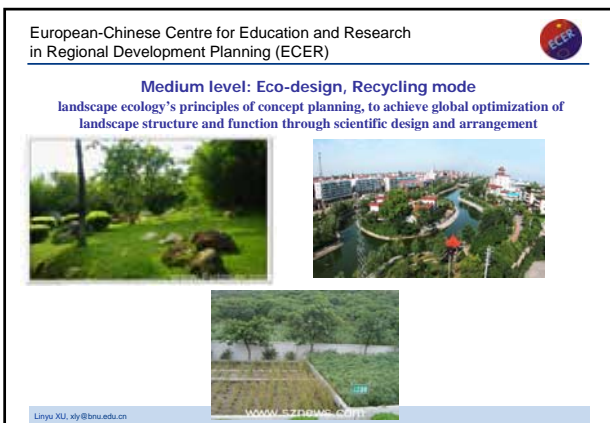 European-Chinese Centre for Education and Research
in Regional Development Planning (ECER)
ECER
Medium level: Eco-design, Recycling mode
landscape ecology's principles of concept planning, to achieve global optimization of
landscape structure and function through scientific design and arrangement
www.sznews.com
Linyu XU, xly@bnu.edu.cn